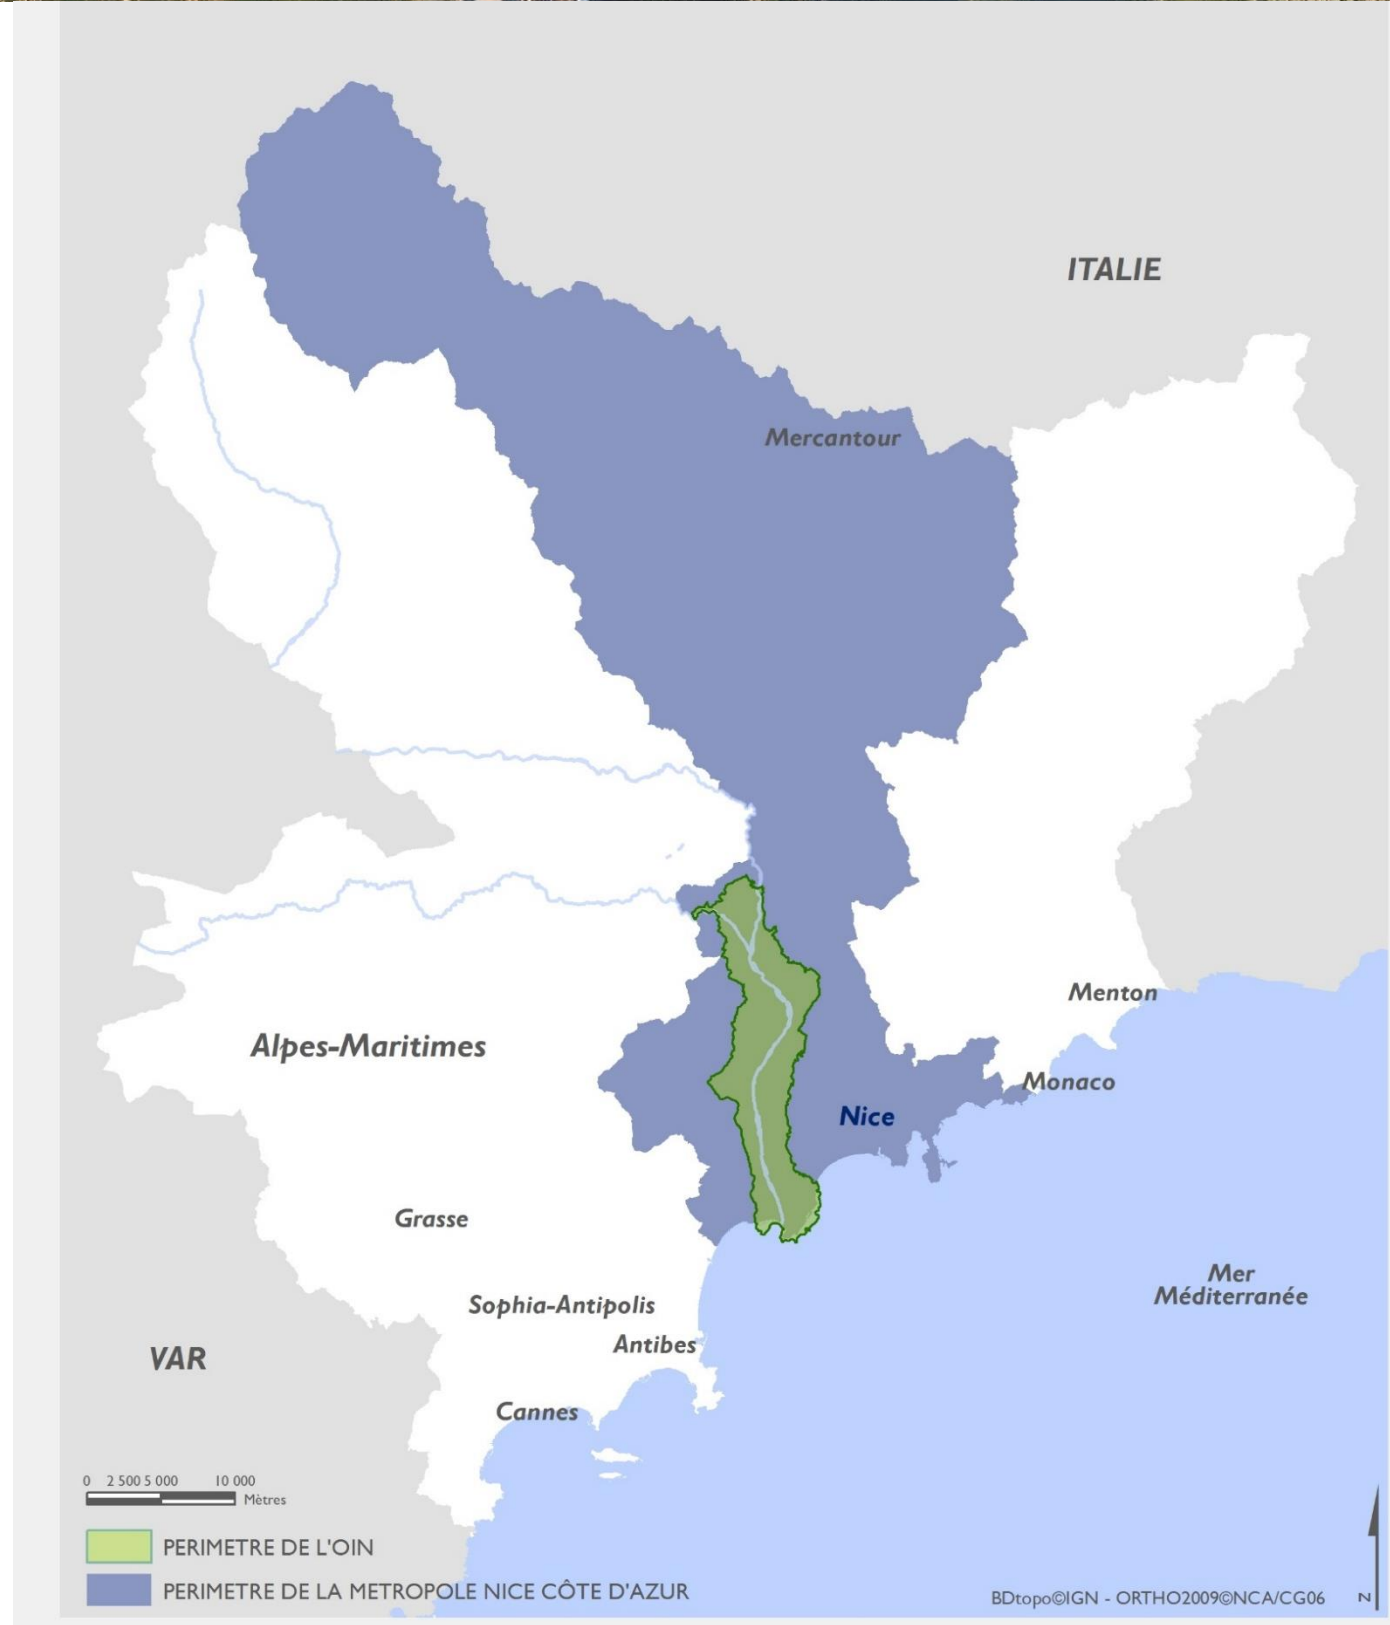 ITALIE
Mercantour
Menton
Alpes-Maritimes
Monaco
Nice
Grasse
Mer
Méditerranée
Sophia-Antipolis
Antibes
VAR
Cannes
0 2 500 5 000 10 000
Mètres
PERIMETRE DE L'OIN
PERIMETRE DE LA METROPOLE NICE CÔTE D'AZUR
BDtopo©IGN - ORTHO2009©NCA/CG06
N